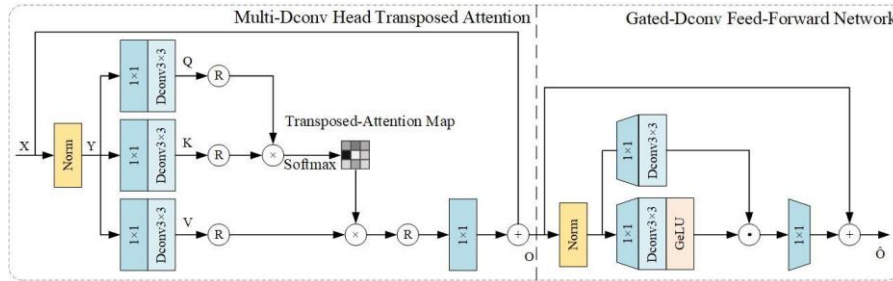 Multi-Dconv Head Transposed Attention
Gated-Dconv Feed-Forward Network
X
Norm
Y
1×1
Dconv3×3
Q
R
1×1
Dconv3×3
K
R
×
Softmax
Transposed-Attention Map
1×1
Dconv3×3
V
R
×
R
1×1
+
O
Norm
1×1
Dconv3×3
1×1
Dconv3×3
GeLU
•
1×1
+
Ô